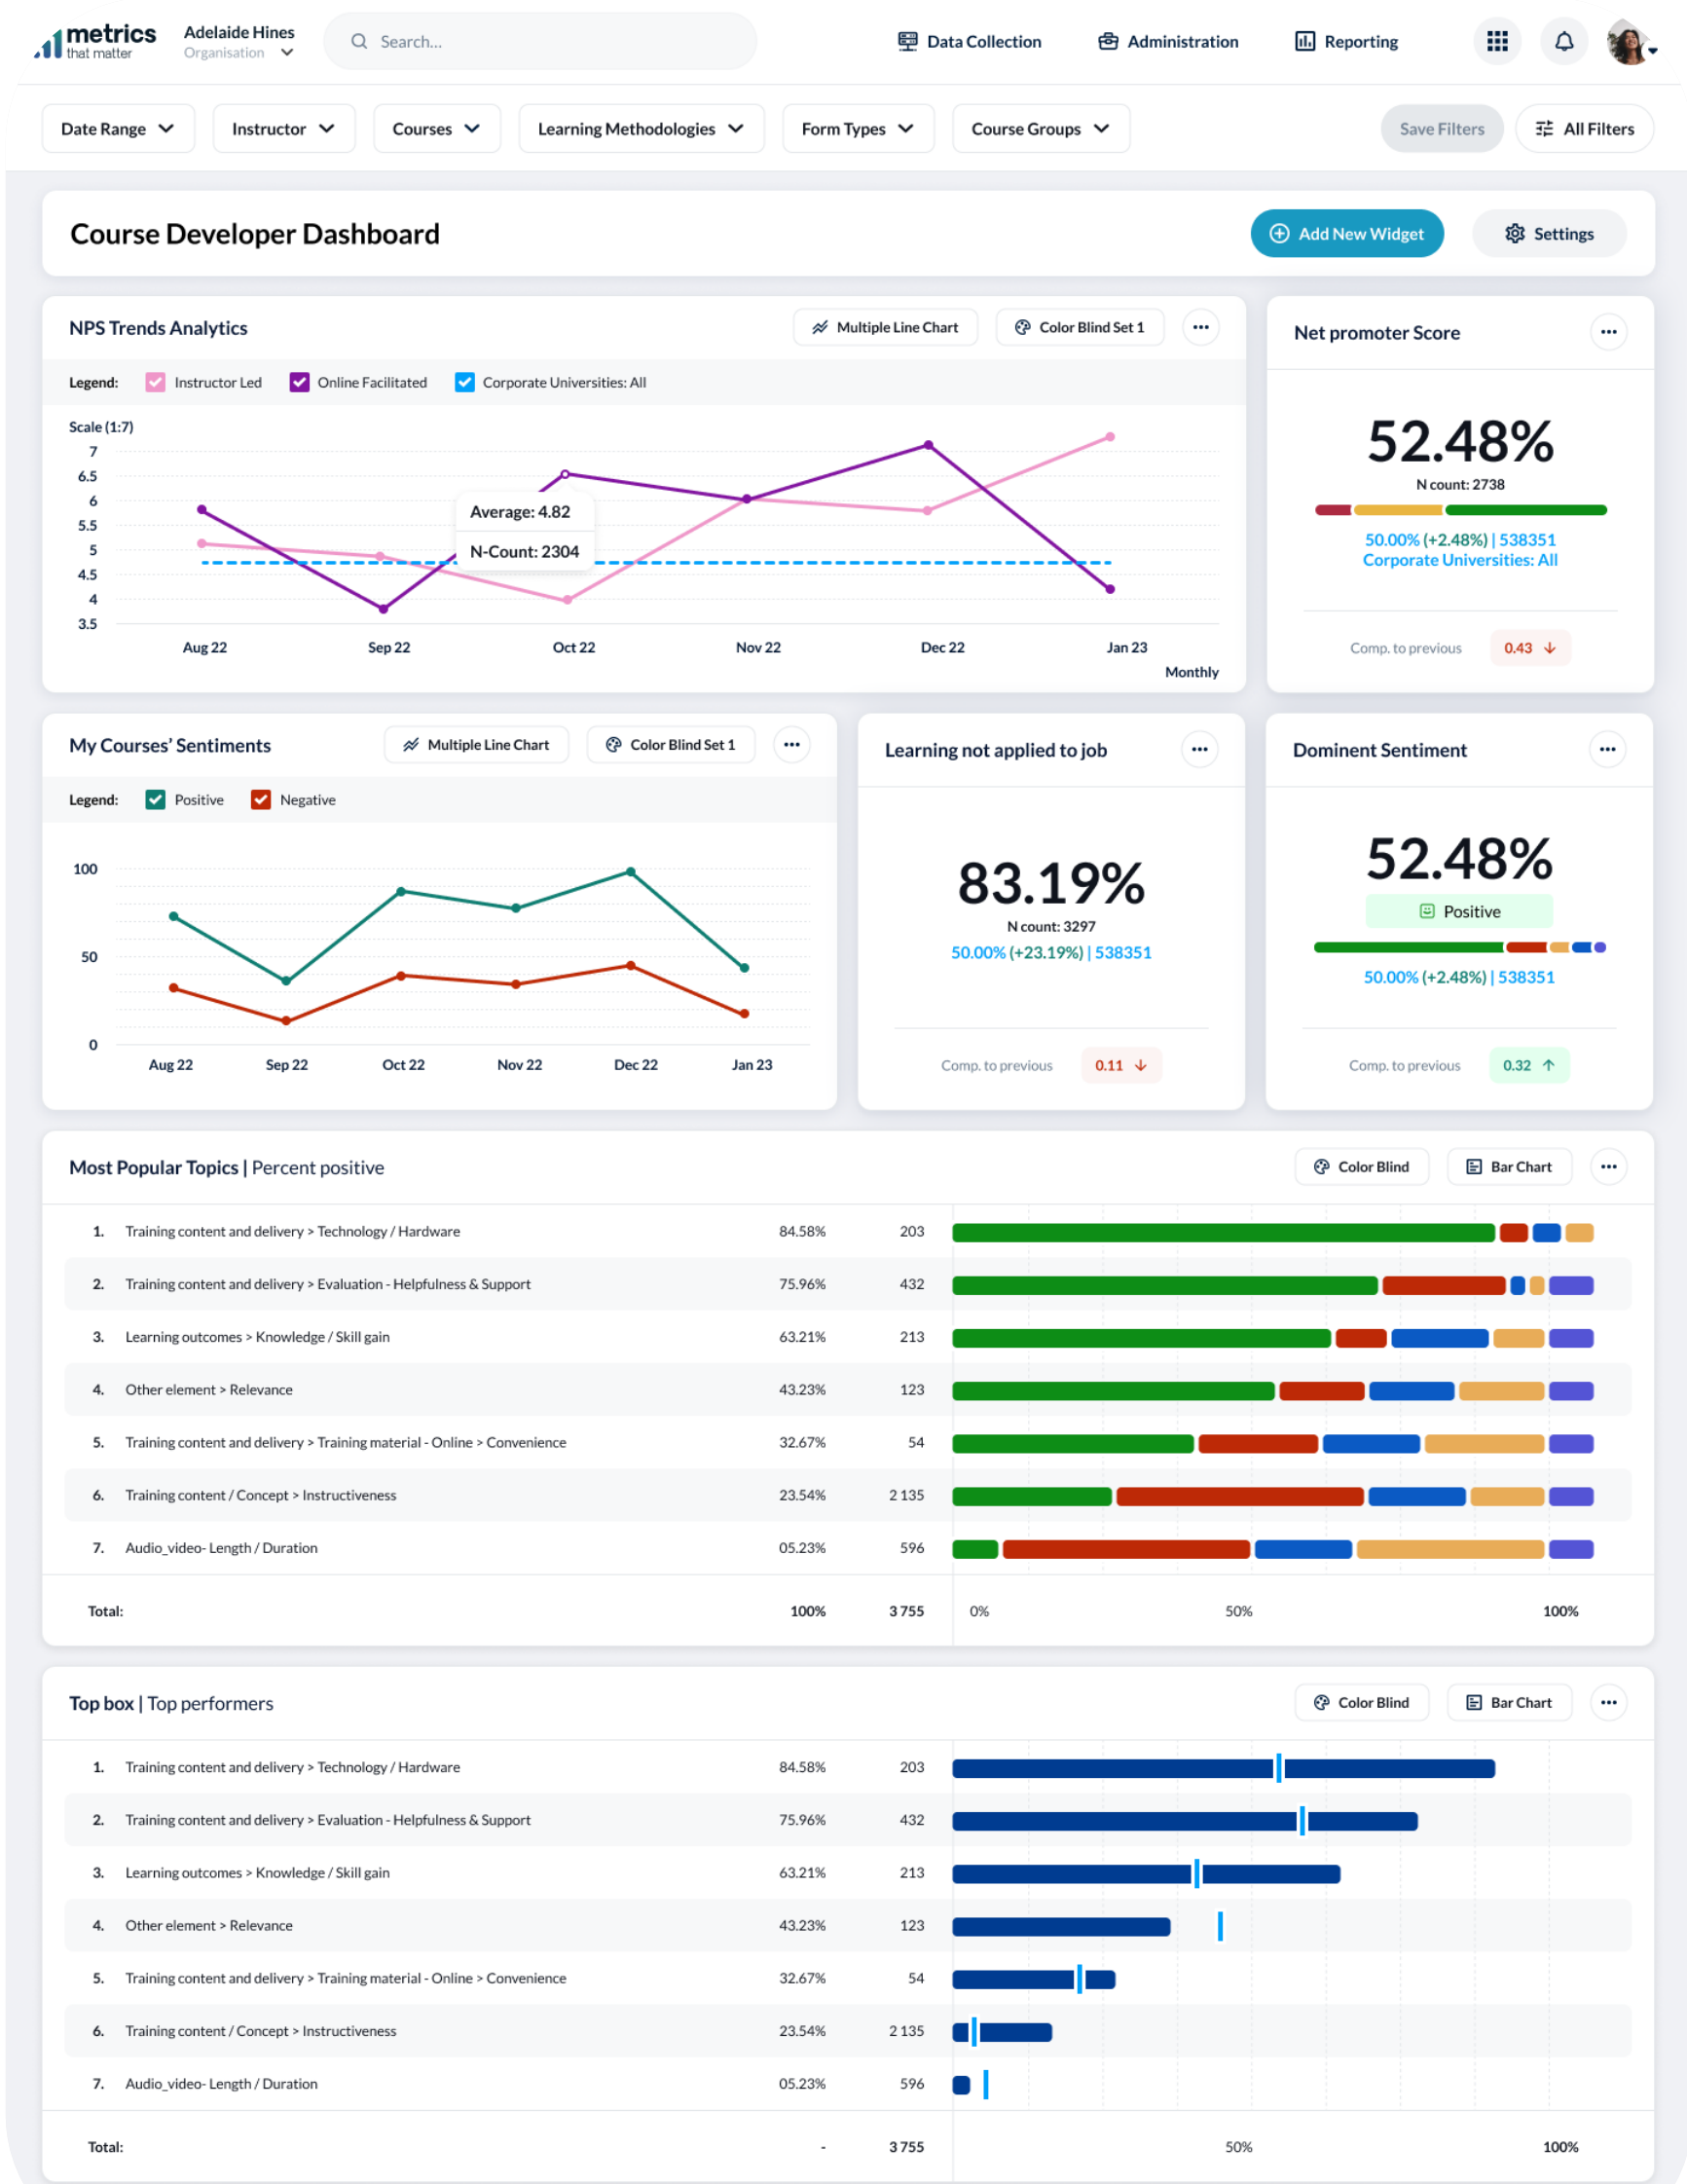 metrics
that matter
Adelaide Hines
Organisation
Search...
Data Collection
Administration
Reporting
Date Range
Instructor
Courses
Learning Methodologies
Form Types
Course Groups
Save Filters
All Filters
Course Developer Dashboard
Add New Widget
Settings
NPS Trends Analytics
Multiple Line Chart
Color Blind Set 1
Legend: Instructor Led Online Facilitated Corporate Universities: All
Scale (1:7)
7
6.5
6
5.5
5
4.5
4
3.5
Average: 4.82
N-Count: 2304
Aug 22 Sep 22 Oct 22 Nov 22 Dec 22 Jan 23
Monthly
Net promoter Score
52.48%
N count: 2738
50.00% (+2.48%) | 538351
Corporate Universities: All
Comp. to previous 0.43
My Courses’ Sentiments
Multiple Line Chart
Color Blind Set 1
Legend: Positive Negative
100
50
0
Aug 22 Sep 22 Oct 22 Nov 22 Dec 22 Jan 23
Learning not applied to job
83.19%
N count: 3297
50.00% (+23.19%) | 538351
Comp. to previous 0.11
Dominent Sentiment
52.48%
Positive
50.00% (+2.48%) | 538351
Comp. to previous 0.32
Most Popular Topics | Percent positive
Color Blind
Bar Chart
1. Training content and delivery > Technology / Hardware 84.58% 203
2. Training content and delivery > Evaluation - Helpfulness & Support 75.96% 432
3. Learning outcomes > Knowledge / Skill gain 63.21% 213
4. Other element > Relevance 43.23% 123
5. Training content and delivery > Training material - Online > Convenience 32.67% 54
6. Training content / Concept > Instructiveness 23.54% 2 135
7. Audio_video- Length / Duration 05.23% 596
Total: 100% 3 755 0% 50% 100%
Top box | Top performers
Color Blind
Bar Chart
1. Training content and delivery > Technology / Hardware 84.58% 203
2. Training content and delivery > Evaluation - Helpfulness & Support 75.96% 432
3. Learning outcomes > Knowledge / Skill gain 63.21% 213
4. Other element > Relevance 43.23% 123
5. Training content and delivery > Training material - Online > Convenience 32.67% 54
6. Training content / Concept > Instructiveness 23.54% 2 135
7. Audio_video- Length / Duration 05.23% 596
Total: - 3 755 50% 100%